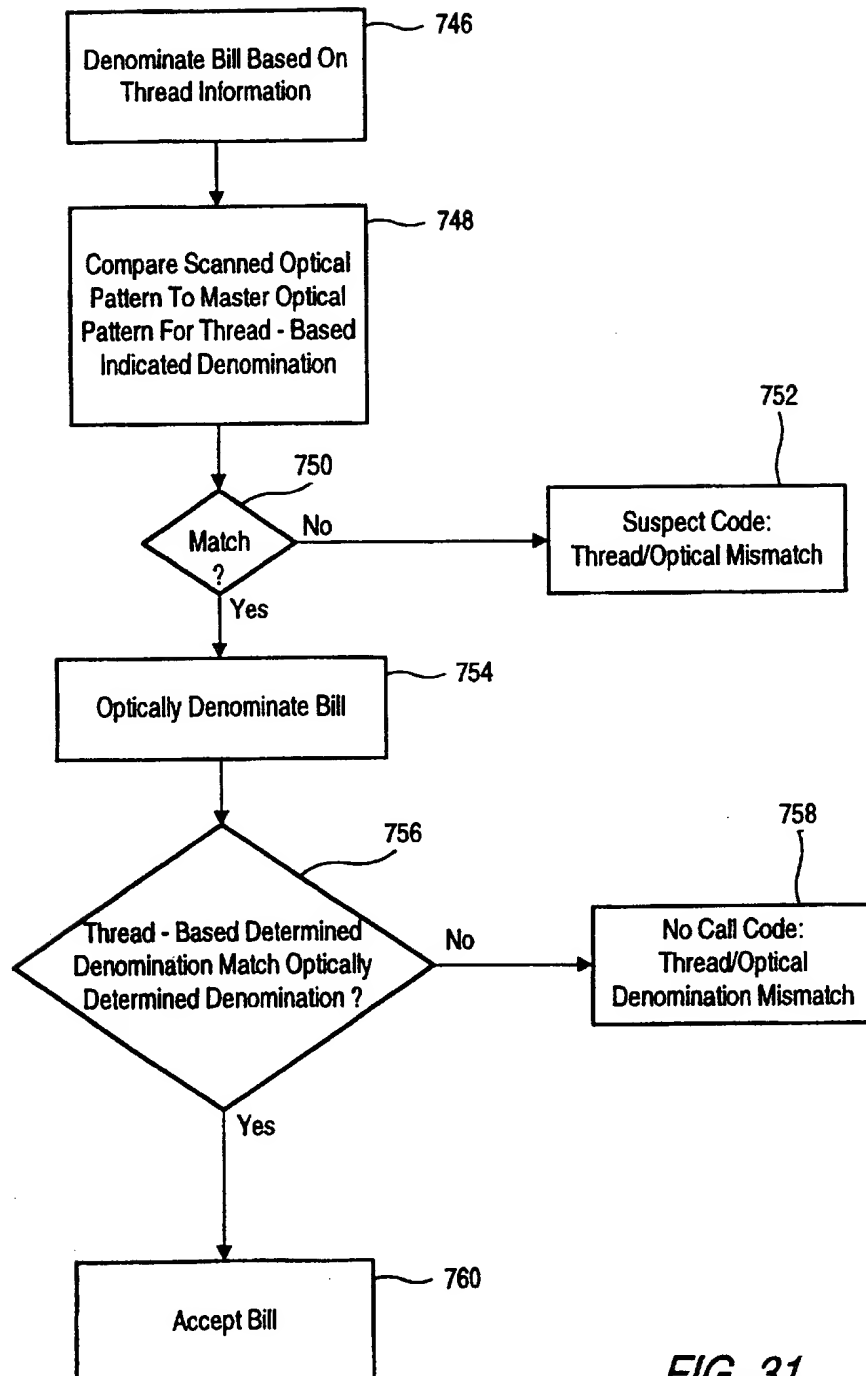 746
Denominate Bill Based On
Thread Information
748
Compare Scanned Optical
Pattern To Master Optical
Pattern For Thread - Based
Indicated Denomination
750
Match
?
No
Yes
752
Suspect Code:
Thread/Optical Mismatch
754
Optically Denominate Bill
756
Thread - Based Determined
Denomination Match Optically
Determined Denomination ?
No
Yes
758
No Call Code:
Thread/Optical
Denomination Mismatch
760
Accept Bill
FIG. 31